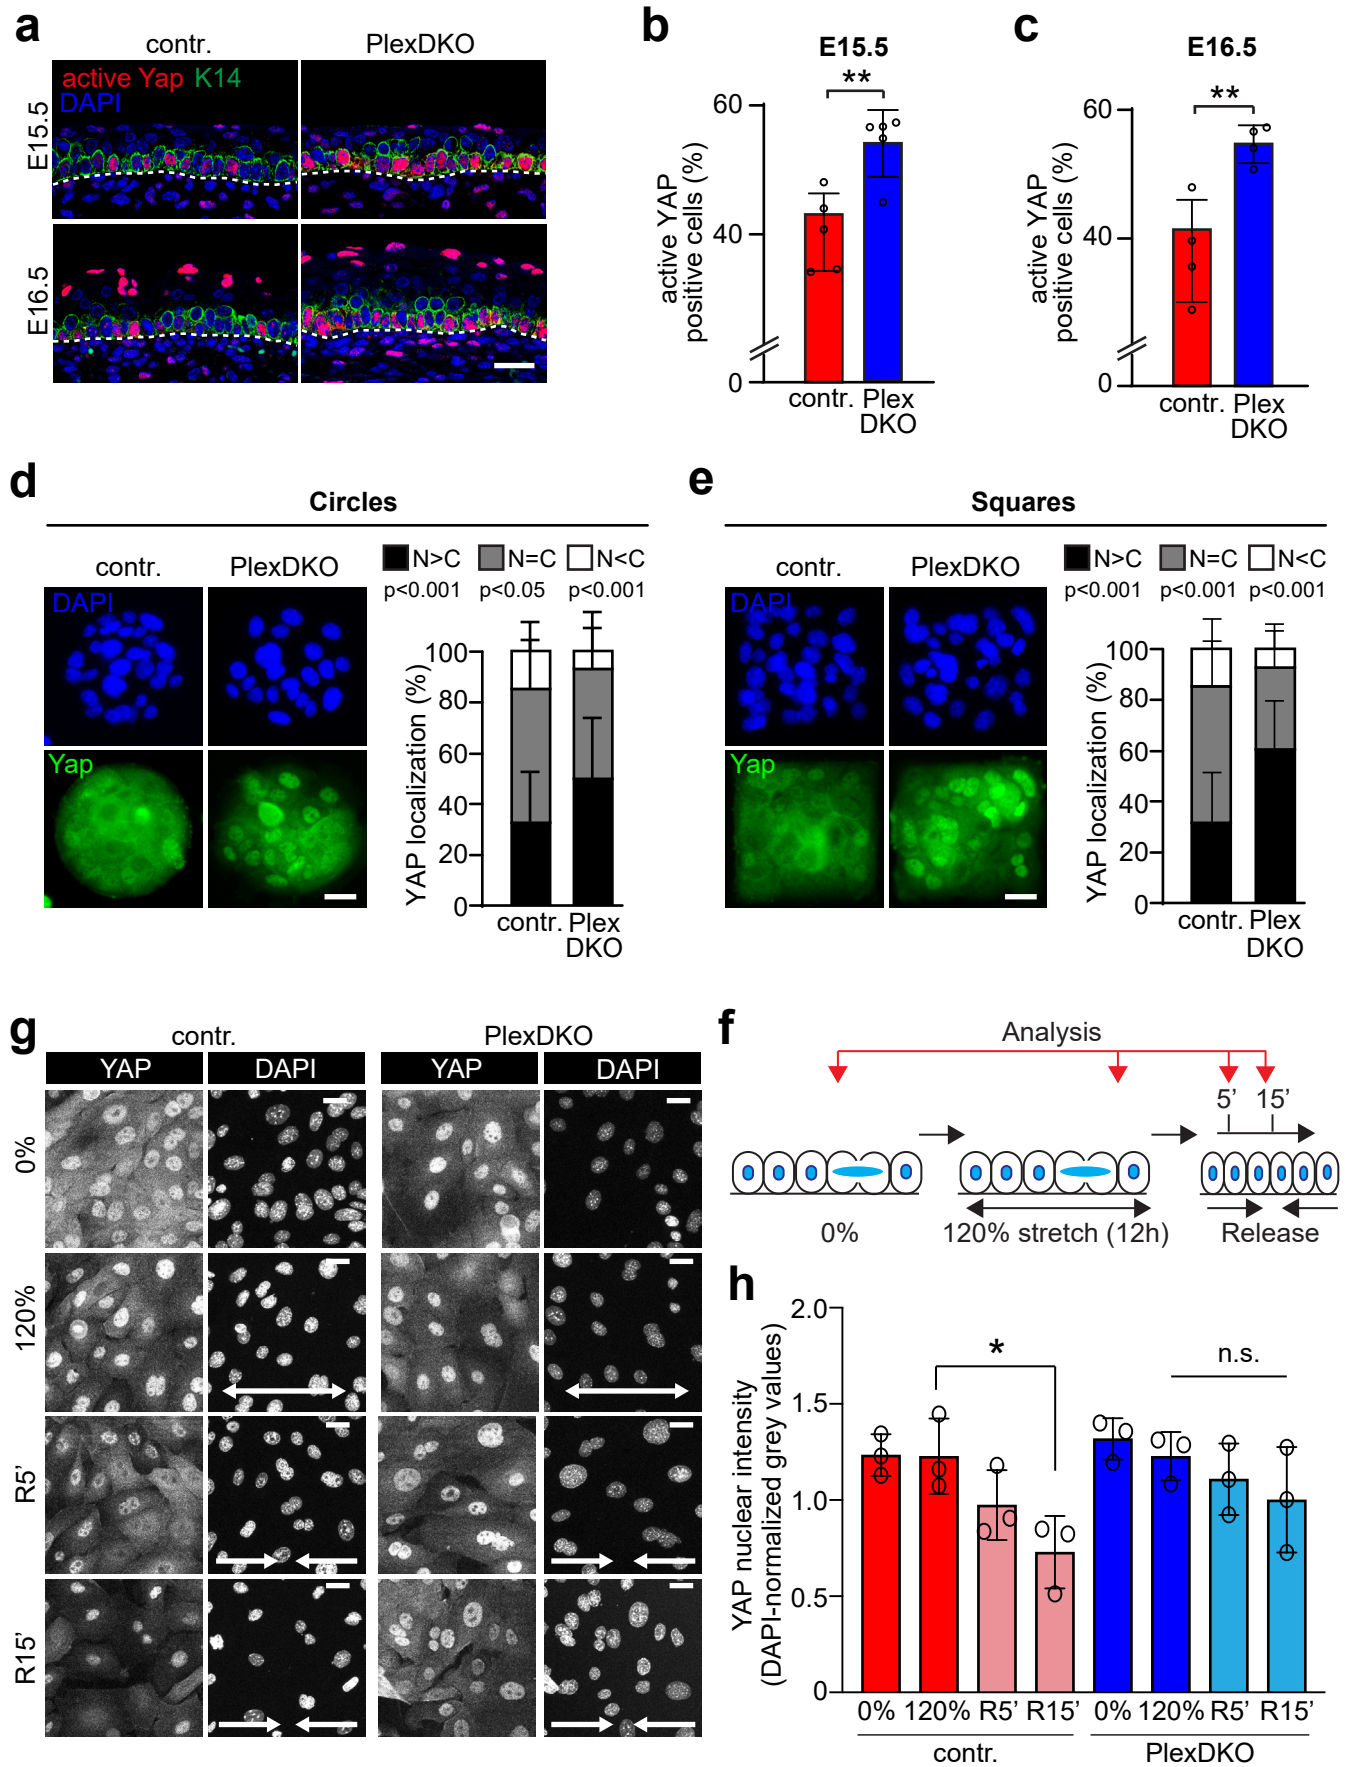 a
contr.
PlexDKO
active Yap K14
DAPI
E15.5
E16.5
b
E15.5
**
60
40
0
active YAP
positive cells (%)
contr. Plex
DKO
c
E16.5
**
60
40
0
active YAP
positive cells (%)
contr. Plex
DKO
d
Circles
contr.
PlexDKO
DAPI
Yap
N>C N=C N<C
p<0.001 p<0.05 p<0.001
100
80
60
40
20
0
YAP localization (%)
contr. Plex
DKO
e
Squares
contr.
PlexDKO
DAPI
Yap
N>C N=C N<C
p<0.001 p<0.001 p<0.001
100
80
60
40
20
0
YAP localization (%)
contr. Plex
DKO
g
contr.
PlexDKO
YAP DAPI YAP DAPI
0%
120%
R5’
R15’
f
Analysis
5’ 15’
0% 120% stretch (12h) Release
h
2.0
1.5
1.0
0.5
0
YAP nuclear intensity
(DAPI-normalized grey values)
*
n.s.
0% 120% R5’ R15’ 0% 120% R5’ R15’
contr. PlexDKO